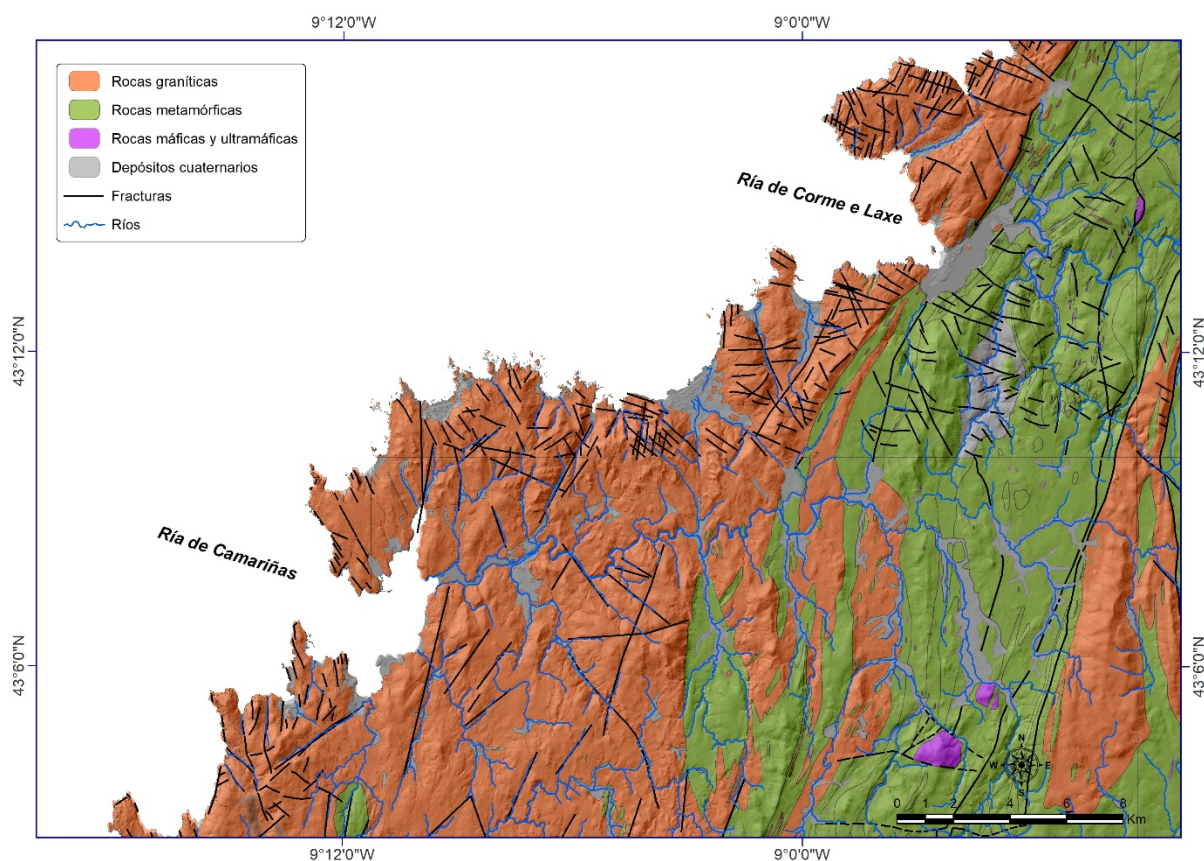 9°12'0"W
9°0'0"W
Rocas graníticas
Rocas metamórficas
Rocas máficas y ultramáficas
Depósitos cuaternarios
Fracturas
Ríos
Ría de Corme e Laxe
43°12'0"N
43°12'0"N
Ría de Camariñas
43°6'0"N
43°6'0"N
N
W
E
S
0 1 2 4 6 8
Km
9°12'0"W
9°0'0"W